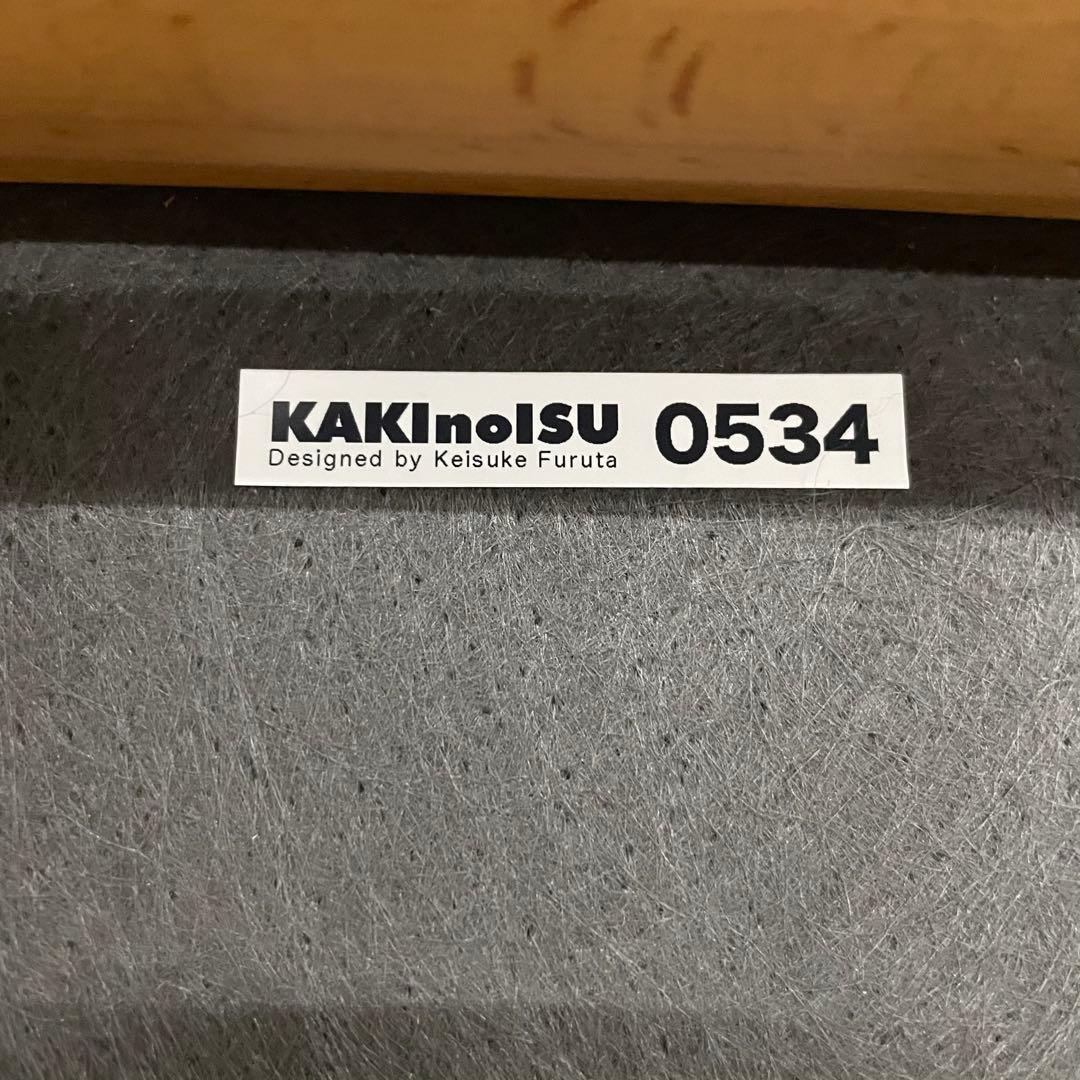 KAKInoISU 0534
Designed by Keisuke Furuta